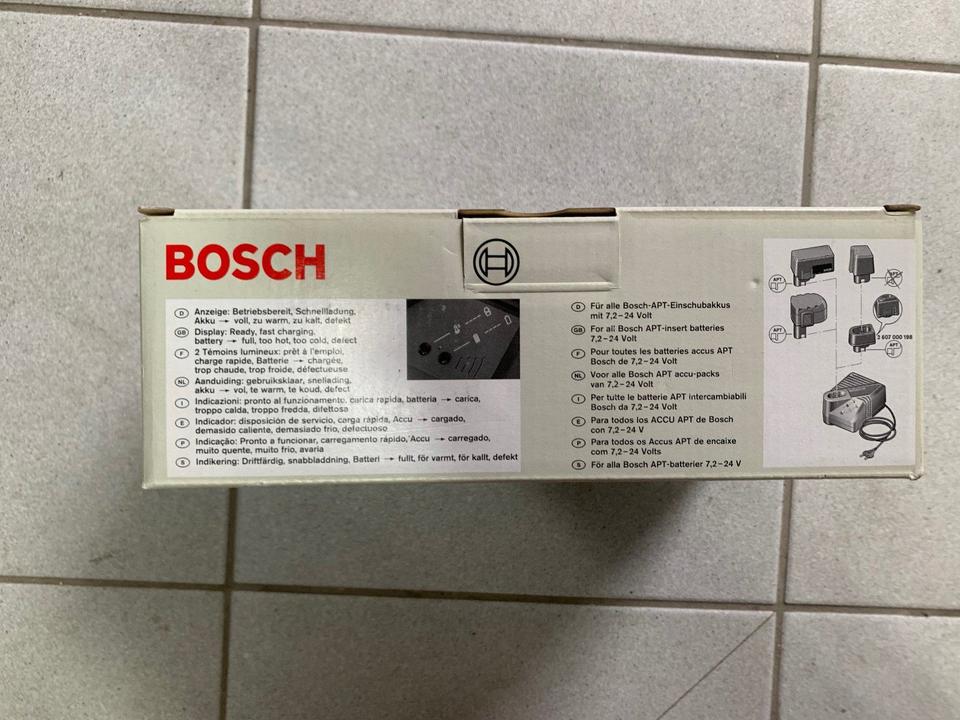 BOSCH
D Anzeige: Betriebsbereit, Schnellladung,
Akku → voll, zu warm, zu kalt, defekt
GB Display: Ready, fast charging,
battery → full, too hot, too cold, defect
F 2 Témoins lumineux: prêt à l'emploi,
charge rapide, Batterie → chargée,
trop chaude, trop froide, défectueuse
NL Aanduiding: gebruiksklaar, snellading,
akku → vol, te warm, te koud, defect
I Indicazioni: pronto al funzionamento, carica rapida, batteria → carica,
troppo calda, troppo fredda, difettosa
E Indicador: disposición de servicio, carga rápida, Accu → cargado,
demasido caliente, demasiado frio, defectuoso
P Indicação: Pronto a funcionar, carregamento rápido, Accu → carregado,
muito quente, muito frio, avaria
S Indikering: Driftfärdig, snabbladdning, Batteri → fullt, för varmt, för kallt, defekt
D Für alle Bosch-APT-Einschubakkus
mit 7,2–24 Volt
GB For all Bosch APT-insert batteries
7,2–24 Volt
F Pour toutes les batteries accus APT
Bosch de 7,2–24 Volt
NL Voor alle Bosch APT accu-packs
van 7,2–24 Volt
I Per tutte le batterie APT intercambiabili
Bosch da 7,2–24 Volt
E Para todos los ACCU APT de Bosch
con 7,2–24 V
P Para todos os Accus APT de encaixe
com 7,2–24 Volts
S För alla Bosch APT-batterier 7,2–24 V
APT
APT
APT
APT
2 607 000 198
APT